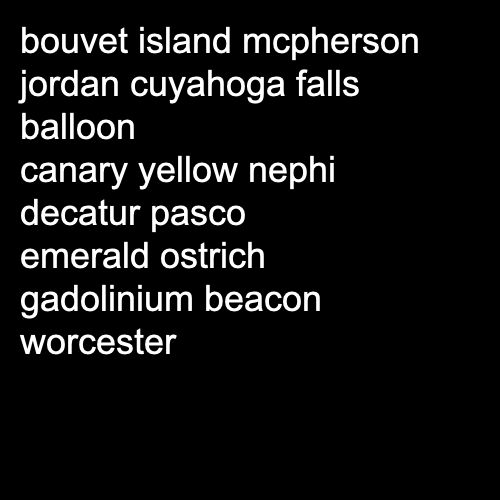 bouvet island mcpherson
jordan cuyahoga falls
balloon
canary yellow nephi
decatur pasco
emerald ostrich
gadolinium beacon
worcester